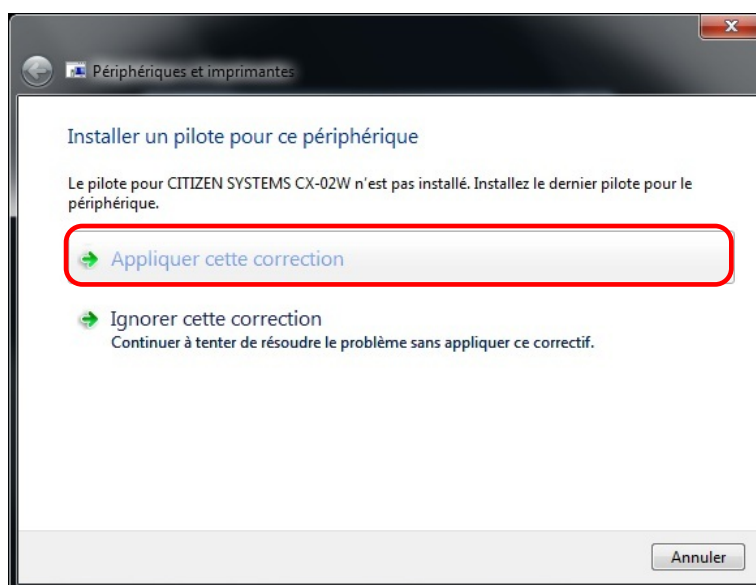 Périphériques et imprimantes
Installer un pilote pour ce périphérique
Le pilote pour CITIZEN SYSTEMS CX-02W n'est pas installé. Installez le dernier pilote pour le
périphérique.
Appliquer cette correction
Ignorer cette correction
Continuer à tenter de résoudre le problème sans appliquer ce correctif.
Annuler